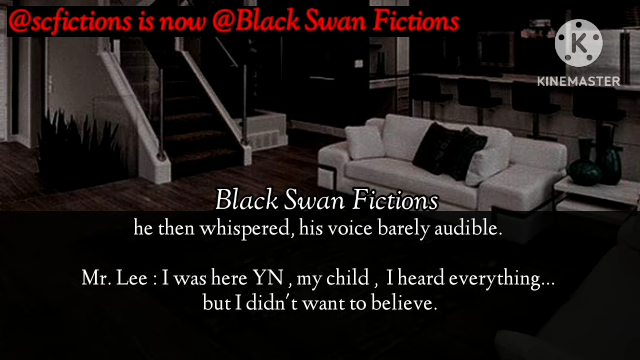 @scfictions is now @Black Swan Fictions
KINEMASTER
Black Swan Fictions
he then whispered, his voice barely audible.
Mr. Lee : I was here YN , my child , I heard everything...
but I didn't want to believe.